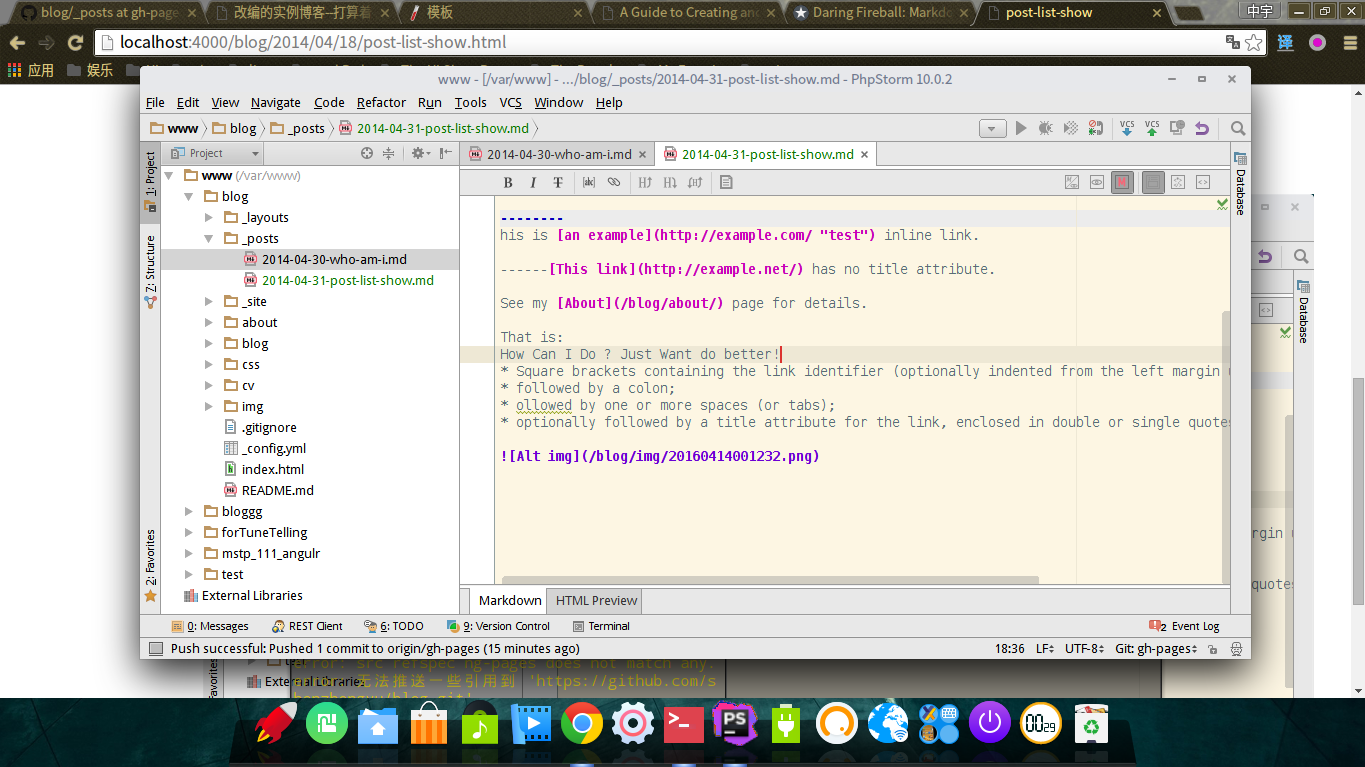 blog/_posts at gh-page
改编的实例博客--打算着
模板
A Guide to Creating and
Daring Fireball: Markdo
post-list-show
中宇
localhost:4000/blog/2014/04/18/post-list-show.html
译
应用
娱乐
www - [/var/www] - .../blog/_posts/2014-04-31-post-list-show.md - PhpStorm 10.0.2
File Edit View Navigate Code Refactor Run Tools VCS Window Help
www blog _posts 2014-04-31-post-list-show.md
VCS VCS
Project
2014-04-30-who-am-i.md
2014-04-31-post-list-show.md
1: Project
Z: Structure
2: Favorites
Database
www (/var/www)
blog
_layouts
_posts
2014-04-30-who-am-i.md
2014-04-31-post-list-show.md
_site
about
blog
css
cv
img
.gitignore
_config.yml
index.html
README.md
bloggg
forTuneTelling
mstp_111_angulr
test
External Libraries
B I T
--------
his is [an example](http://example.com/ "test") inline link.
------[This link](http://example.net/) has no title attribute.
See my [About](/blog/about/) page for details.
That is:
How Can I Do ? Just Want do better!
* Square brackets containing the link identifier (optionally indented from the left margin
* followed by a colon;
* ollowed by one or more spaces (or tabs);
* optionally followed by a title attribute for the link, enclosed in double or single quotes
![Alt img](/blog/img/20160414001232.png)
Markdown HTML Preview
0: Messages REST Client 6: TODO 9: Version Control Terminal 2 Event Log
Push successful: Pushed 1 commit to origin/gh-pages (15 minutes ago) 18:36 LF UTF-8 Git: gh-pages
Database
rgin
quotes
error: src refspec hg-pages does not match any.
External Libraries
无法推送一些引用到 'https://github.com/s
Favorites
PS
00:29